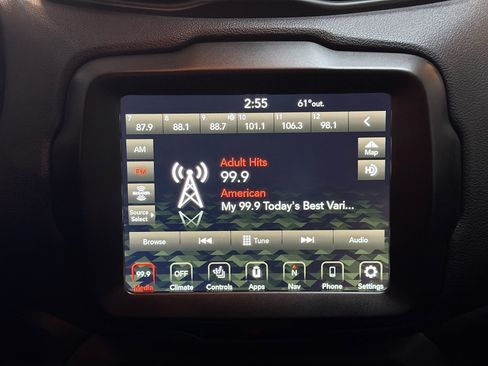 2:55 61°out.
7 8 9 10 11 12
87.9 88.1 88.7 101.1 106.3 98.1
AM
Map
Adult Hits
FM
99.9
HD
American
My 99.9 Today's Best Vari...
Source
Select
Browse Tune Audio
99.9 OFF N
Media Climate Controls Apps Nav Phone Settings